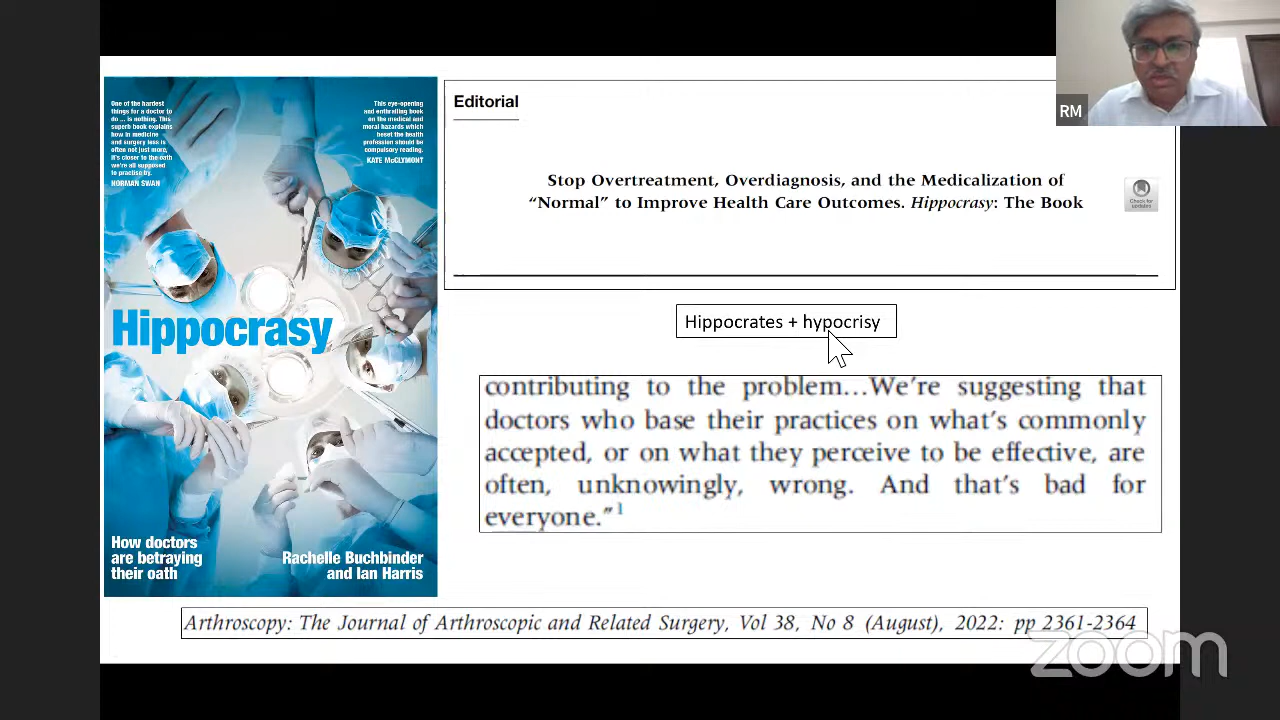 One of the hardest
things for a doctor to
do ... is nothing. This
superb book explains
how in medicine
and surgery less is
often not just more,
it's closer to the oath
we're all supposed
to practise by.
NORMAN SWAN
This eye-opening
and enthralling book
on the medical and
moral hazards which
beset the health
profession should be
compulsory reading.
KATE McCLYMONT
Hippocrasy
How doctors
are betraying
their oath
Rachelle Buchbinder
and Ian Harris
Editorial
Stop Overtreatment, Overdiagnosis, and the Medicalization of
“Normal” to Improve Health Care Outcomes. Hippocrasy: The Book
Check for
updates
RM
Hippocrates + hypocrisy
contributing to the problem...We’re suggesting that
doctors who base their practices on what’s commonly
accepted, or on what they perceive to be effective, are
often, unknowingly, wrong. And that’s bad for
everyone.”1
Arthroscopy: The Journal of Arthroscopic and Related Surgery, Vol 38, No 8 (August), 2022: pp 2361-2364
zoom